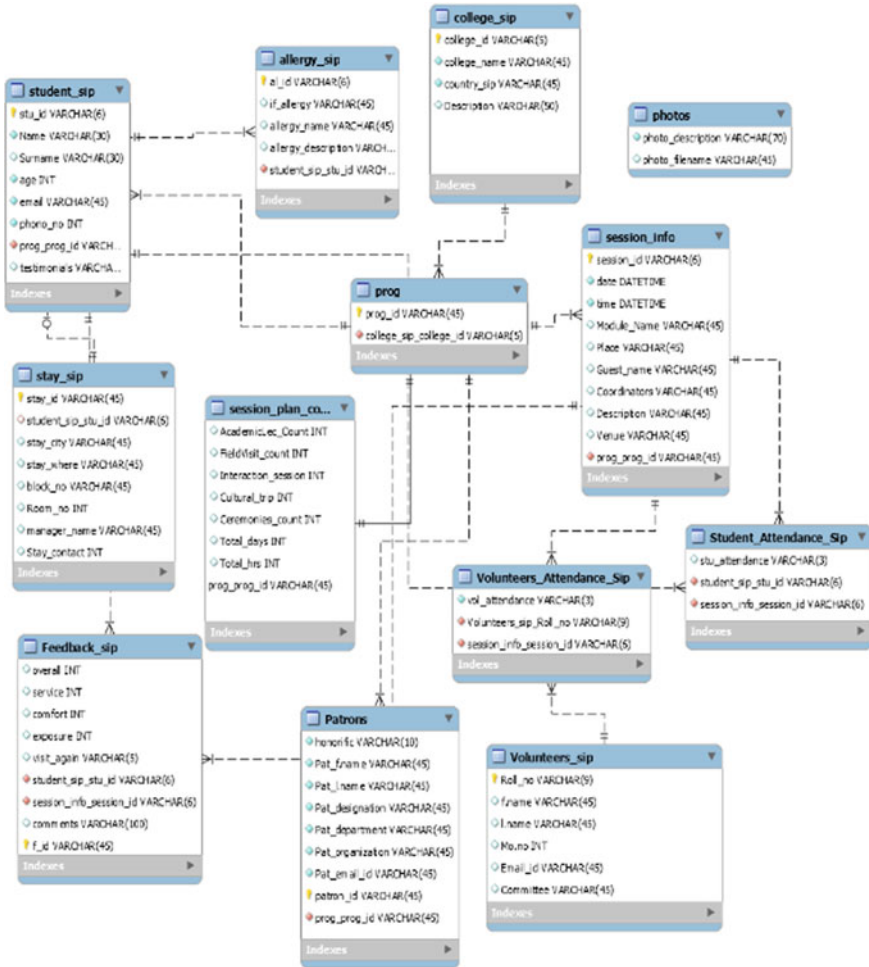 college_sip
college_id VARCHAR(5)
college_name VARCHAR(45)
country_sip VARCHAR(45)
Description VARCHAR(50)
Indexes
allergy_sip
al_id VARCHAR(6)
if_allergy VARCHAR(45)
allergy_name VARCHAR(45)
allergy_description VARCH...
student_sip_stu_id VARCH...
Indexes
student_sip
stu_id VARCHAR(6)
Name VARCHAR(30)
Surname VARCHAR(30)
age INT
email VARCHAR(45)
phono_no INT
prog_prog_id VARCH...
testimonials VARCHA...
Indexes
photos
photo_description VARCHAR(70)
photo_filename VARCHAR(45)
session_info
session_id VARCHAR(6)
date DATETIME
time DATETIME
Module_Name VARCHAR(45)
Place VARCHAR(45)
Guest_name VARCHAR(45)
Coordinators VARCHAR(45)
Description VARCHAR(45)
Venue VARCHAR(45)
prog_prog_id VARCHAR(45)
Indexes
prog
prog_id VARCHAR(45)
college_sip_college_id VARCHAR(5)
Indexes
stay_sip
stay_id VARCHAR(45)
student_sip_stu_id VARCHAR(6)
stay_city VARCHAR(45)
stay_where VARCHAR(45)
block_no VARCHAR(45)
Room_no INT
manager_name VARCHAR(45)
Stay_contact INT
Indexes
session_plan_co...
AcademicLec_Count INT
FieldVisit_count INT
Interaction_session INT
Cultural_trip INT
Ceremonies_count INT
Total_days INT
Total_hrs INT
prog_prog_id VARCHAR(45)
Indexes
Student_Attendance_Sip
stu_attendance VARCHAR(3)
student_sip_stu_id VARCHAR(6)
session_info_session_id VARCHAR(6)
Indexes
Volunteers_Attendance_Sip
vol_attendance VARCHAR(3)
Volunteers_sip_Roll_no VARCHAR(9)
session_info_session_id VARCHAR(6)
Indexes
Feedback_sip
overall INT
service INT
comfort INT
exposure INT
visit_again VARCHAR(5)
student_sip_stu_id VARCHAR(6)
session_info_session_id VARCHAR(6)
comments VARCHAR(100)
f_id VARCHAR(45)
Indexes
Patrons
honorific VARCHAR(10)
Pat_f.name VARCHAR(45)
Pat_l.name VARCHAR(45)
Pat_designation VARCHAR(45)
Pat_department VARCHAR(45)
Pat_organization VARCHAR(45)
Pat_email_id VARCHAR(45)
patron_id VARCHAR(45)
prog_prog_id VARCHAR(45)
Indexes
Volunteers_sip
Roll_no VARCHAR(9)
f.name VARCHAR(45)
l.name VARCHAR(45)
Mo.no INT
Email_id VARCHAR(45)
Committee VARCHAR(45)
Indexes